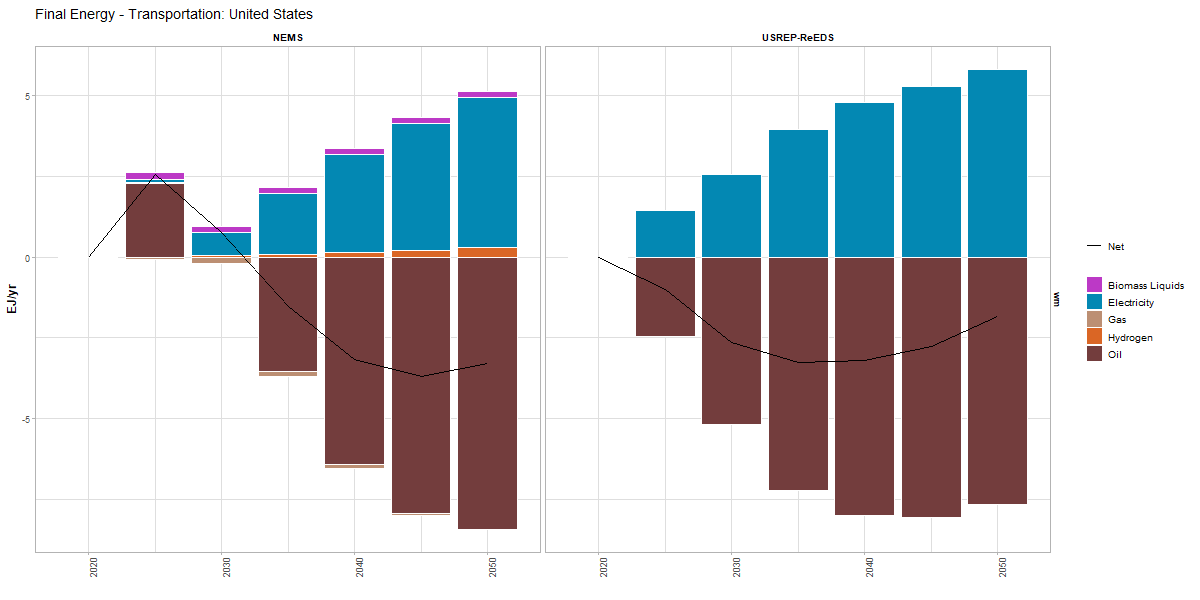 Final Energy - Transportation: United States
NEMS
USREP-ReEDS
5
0
-5
EJ/yr
wm
2020
2030
2040
2050
2020
2030
2040
2050
Net
Biomass Liquids
Electricity
Gas
Hydrogen
Oil